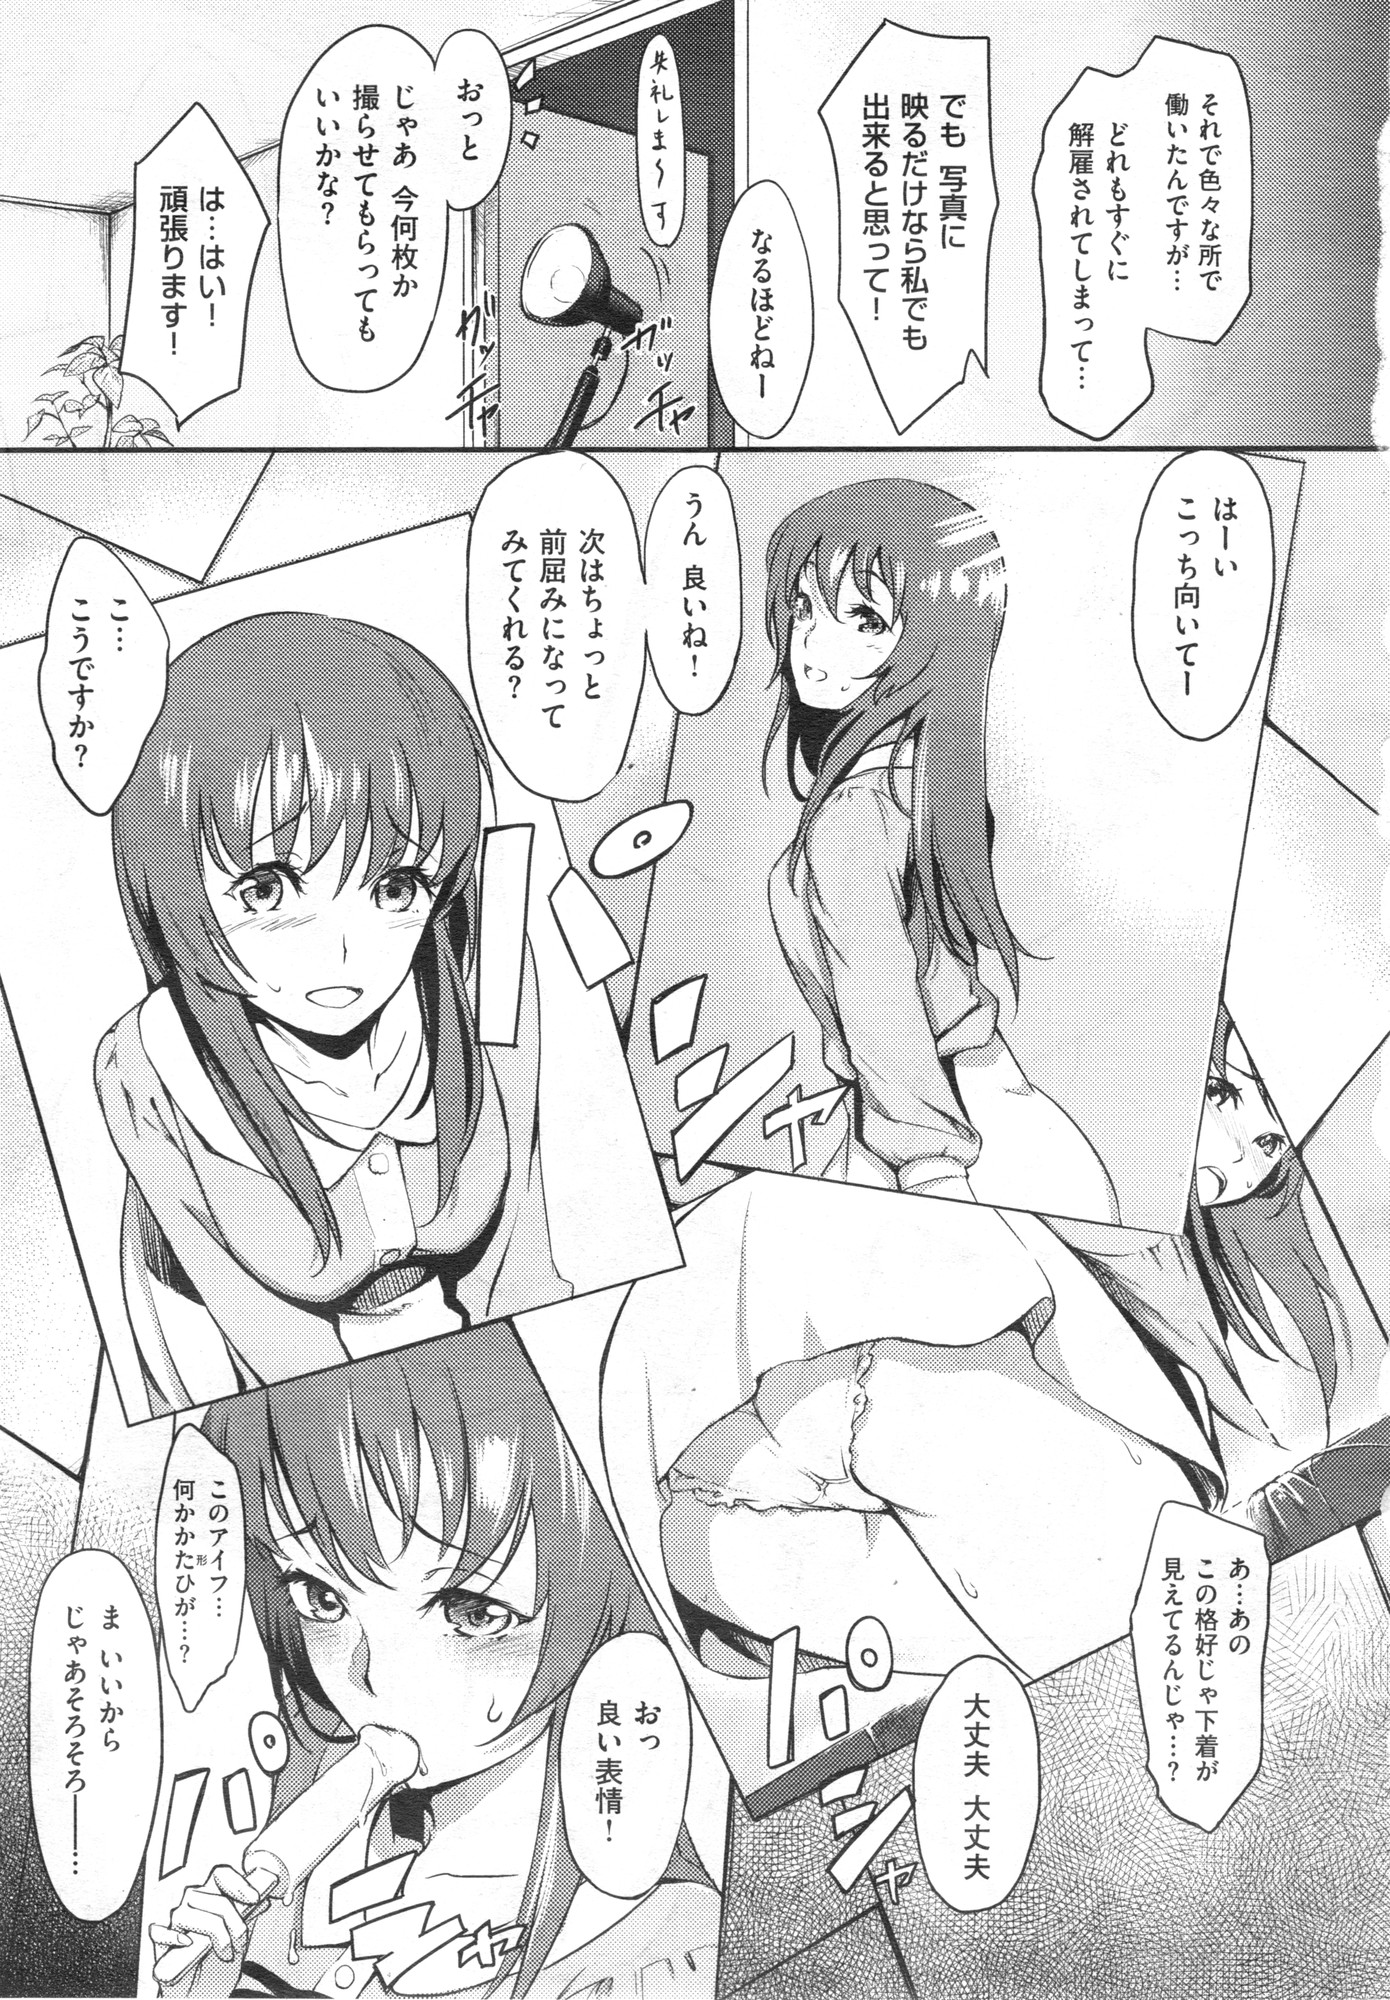 それで色々な所で
働いたんですが…
どれもすぐに
解雇されてしまって…
でも 写真に
映るだけなら私でも
出来ると思って！
なるほどねー
失礼しま～す
ガッ
チャ
ガッ
チャ
おっと
じゃあ 今何枚か
撮らせてもらっても
いいかな？
は…はい！
頑張ります！
はーい
こっち向いてー
うん 良いね！
次はちょっと
前屈みになって
みてくれる？
パシャ
こ…
こうですか？
あ…あの
この格好じゃ下着が
見えてるんじゃ…？
大丈夫 大丈夫
パシャ
おっ
良い表情！
このアイフ…
何かかたひが…？
形
パシャ
ま いいから
じゃあそろそろ───…